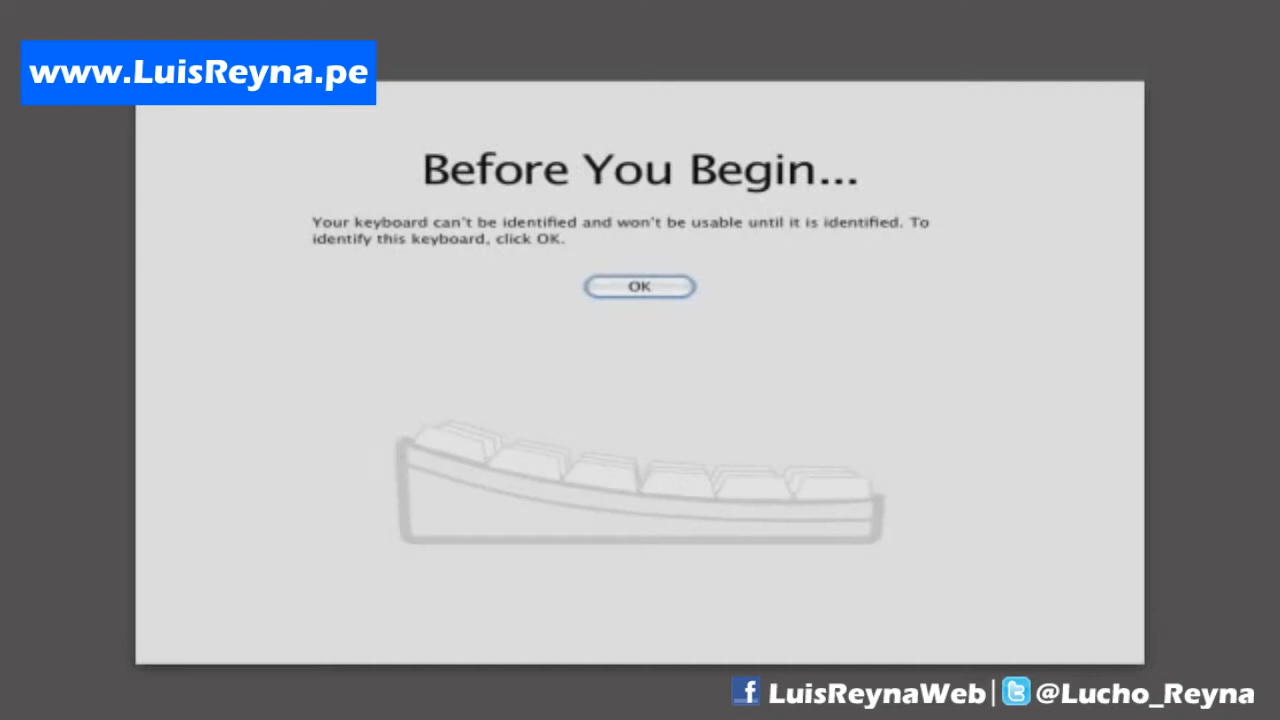 www.LuisReyna.pe
Before You Begin...
Your keyboard can't be identified and won't be usable until it is identified. To
identify this keyboard, click OK.
OK
LuisReynaWeb | @Lucho_Reyna